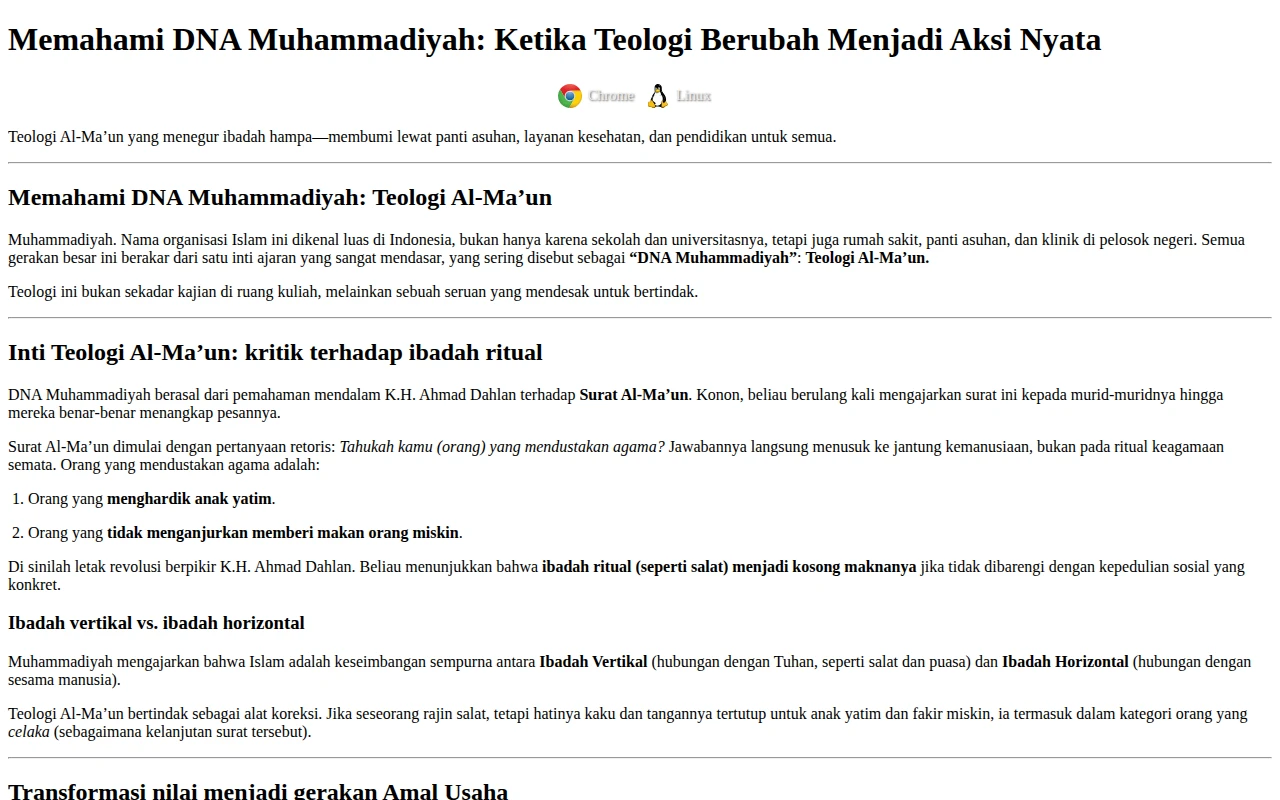 Memahami DNA Muhammadiyah: Ketika Teologi Berubah Menjadi Aksi Nyata
Chrome Linux
Teologi Al-Ma’un yang menegur ibadah hampa—membumi lewat panti asuhan, layanan kesehatan, dan pendidikan untuk semua.
Memahami DNA Muhammadiyah: Teologi Al-Ma’un
Muhammadiyah. Nama organisasi Islam ini dikenal luas di Indonesia, bukan hanya karena sekolah dan universitasnya, tetapi juga rumah sakit, panti asuhan, dan klinik di pelosok negeri. Semua
gerakan besar ini berakar dari satu inti ajaran yang sangat mendasar, yang sering disebut sebagai “DNA Muhammadiyah”: Teologi Al-Ma’un.
Teologi ini bukan sekadar kajian di ruang kuliah, melainkan sebuah seruan yang mendesak untuk bertindak.
Inti Teologi Al-Ma’un: kritik terhadap ibadah ritual
DNA Muhammadiyah berasal dari pemahaman mendalam K.H. Ahmad Dahlan terhadap Surat Al-Ma’un. Konon, beliau berulang kali mengajarkan surat ini kepada murid-muridnya hingga
mereka benar-benar menangkap pesannya.
Surat Al-Ma’un dimulai dengan pertanyaan retoris: Tahukah kamu (orang) yang mendustakan agama? Jawabannya langsung menusuk ke jantung kemanusiaan, bukan pada ritual keagamaan
semata. Orang yang mendustakan agama adalah:
1. Orang yang menghardik anak yatim.
2. Orang yang tidak menganjurkan memberi makan orang miskin.
Di sinilah letak revolusi berpikir K.H. Ahmad Dahlan. Beliau menunjukkan bahwa ibadah ritual (seperti salat) menjadi kosong maknanya jika tidak dibarengi dengan kepedulian sosial yang
konkret.
Ibadah vertikal vs. ibadah horizontal
Muhammadiyah mengajarkan bahwa Islam adalah keseimbangan sempurna antara Ibadah Vertikal (hubungan dengan Tuhan, seperti salat dan puasa) dan Ibadah Horizontal (hubungan dengan
sesama manusia).
Teologi Al-Ma’un bertindak sebagai alat koreksi. Jika seseorang rajin salat, tetapi hatinya kaku dan tangannya tertutup untuk anak yatim dan fakir miskin, ia termasuk dalam kategori orang yang
celaka (sebagaimana kelanjutan surat tersebut).
Transformasi nilai menjadi gerakan Amal Usaha